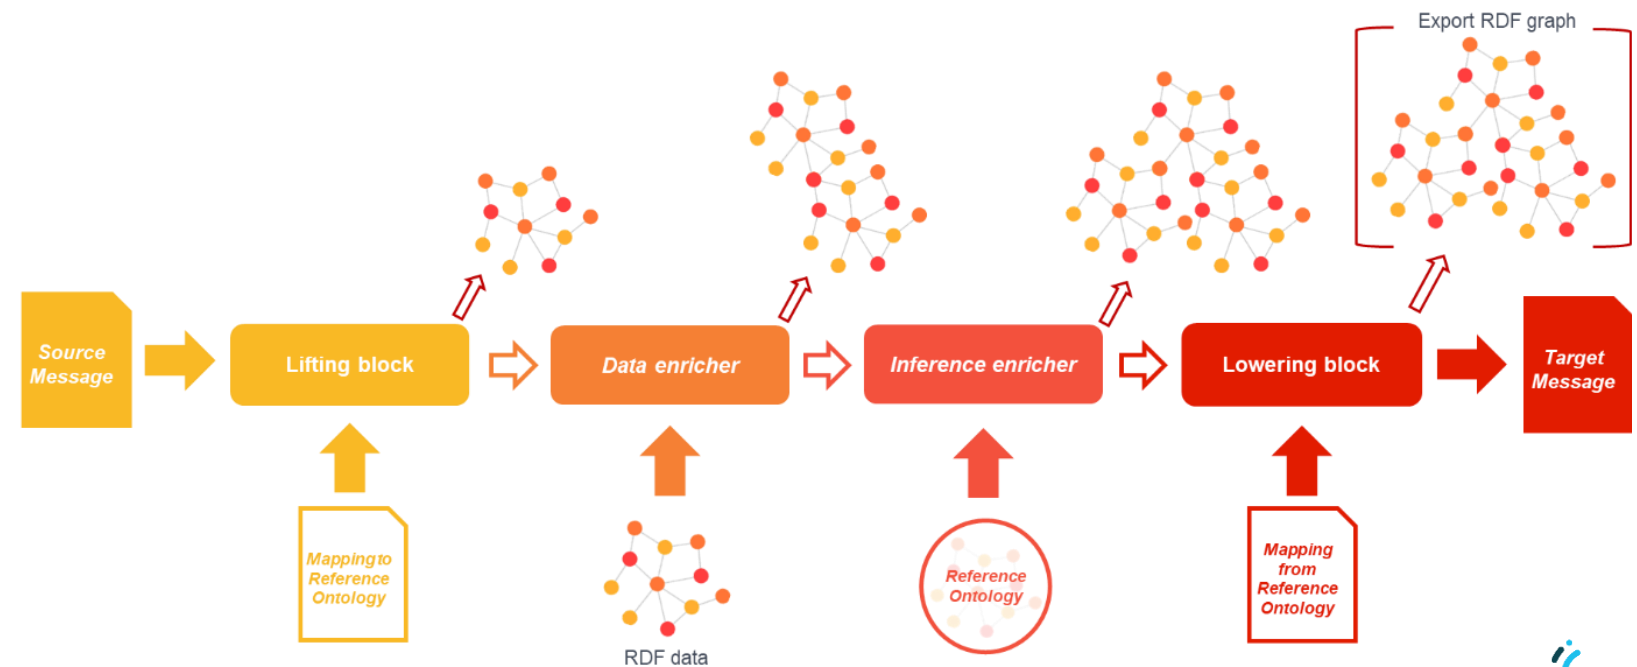 Export RDF graph
Source
Message
Lifting block
Data enricher
Inference enricher
Lowering block
Target
Message
Mapping to
Reference
Ontology
RDF data
Reference
Ontology
Mapping
from
Reference
Ontology